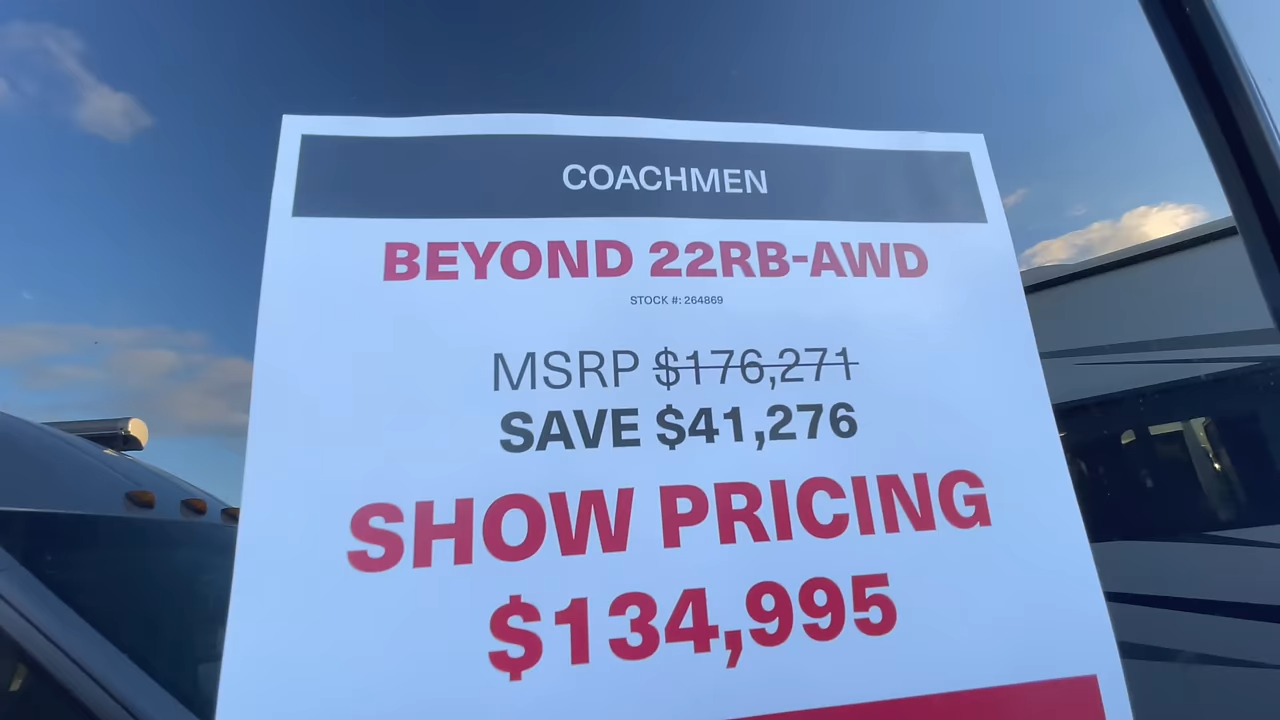 COACHMEN
BEYOND 22RB-AWD
STOCK #: 264869
MSRP $176,271
SAVE $41,276
SHOW PRICING
$134,995